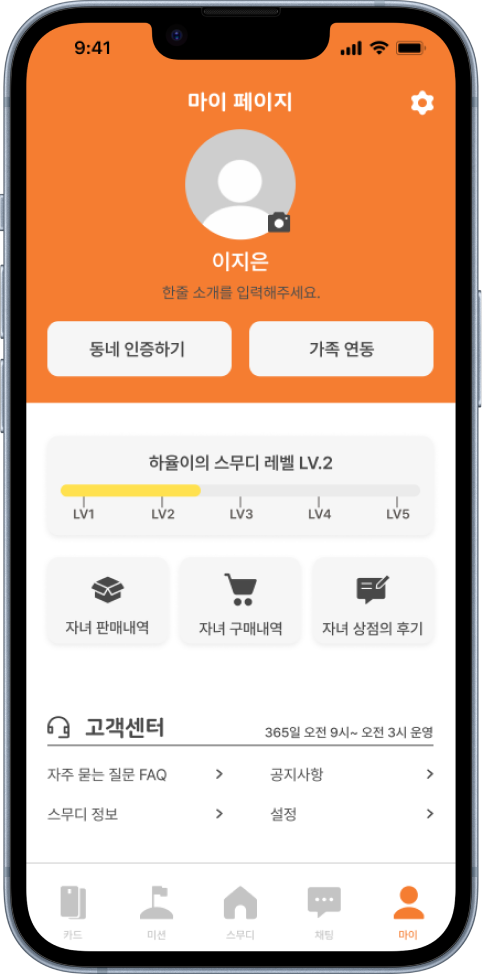 9:41
마이 페이지
이지은
한줄 소개를 입력해주세요.
동네 인증하기 가족 연동
하율이의 스무디 레벨 LV.2
LV1 LV2 LV3 LV4 LV5
자녀 판매내역 자녀 구매내역 자녀 상점의 후기
고객센터 365일 오전 9시~ 오전 3시 운영
자주 묻는 질문 FAQ 공지사항
스무디 정보 설정
카드 미션 스무디 채팅 마이